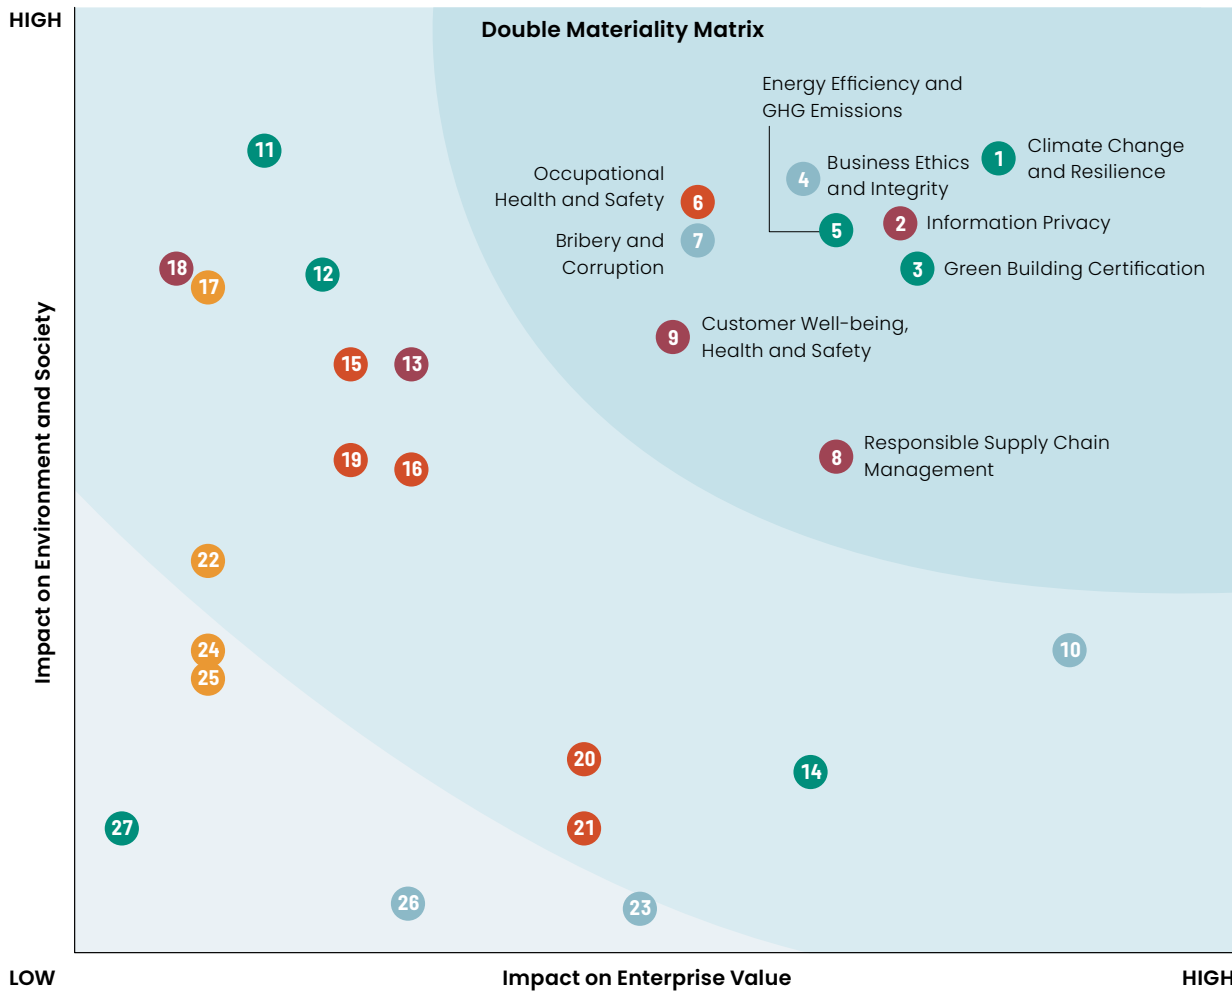 HIGH
Double Materiality Matrix
Energy Efficiency and
GHG Emissions
11
Climate Change
and Resilience
1
Business Ethics
and Integrity
4
Occupational
Health and Safety
6
Information Privacy
2
5
Bribery and
Corruption
7
Green Building Certification
3
18
17
12
Customer Well-being,
Health and Safety
9
15
13
Responsible Supply Chain
Management
8
19
16
22
24
25
10
20
14
21
27
26
23
Impact on Environment and Society
LOW
Impact on Enterprise Value
HIGH